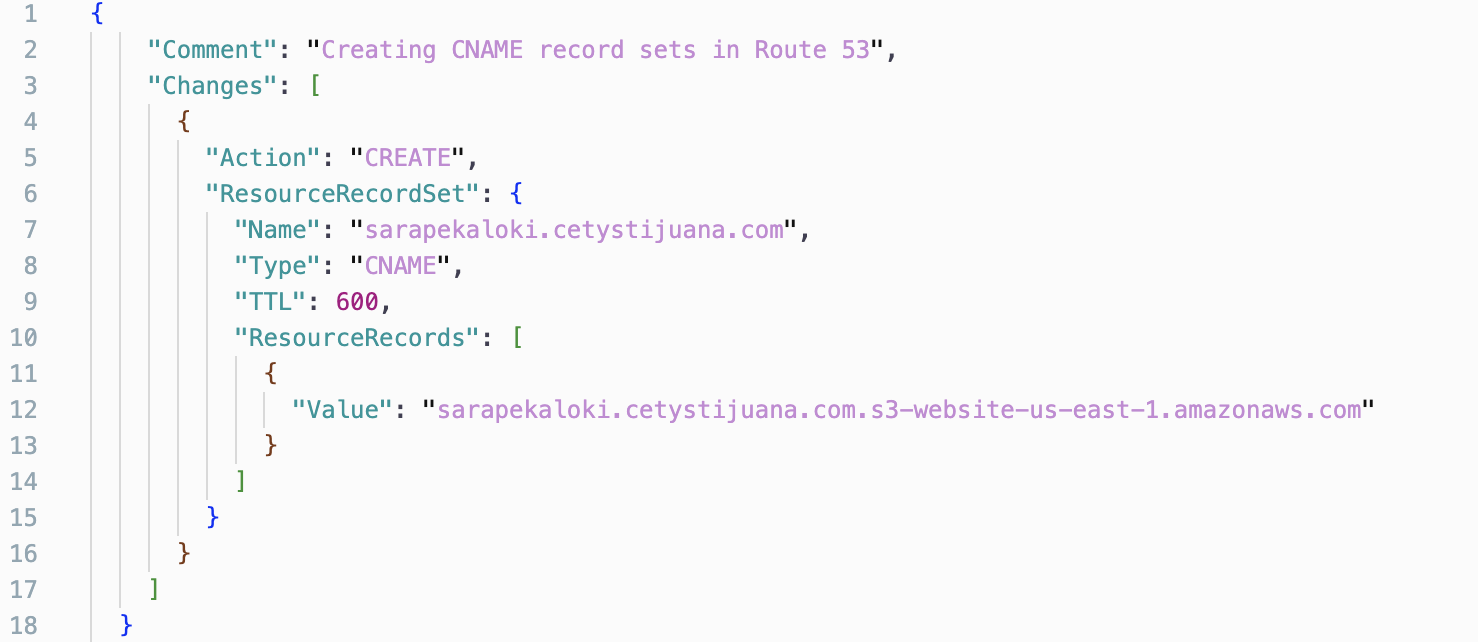 1 {
2 "Comment": "Creating CNAME record sets in Route 53",
3 "Changes": [
4 {
5 "Action": "CREATE",
6 "ResourceRecordSet": {
7 "Name": "sarapekaloki.cetystijuana.com",
8 "Type": "CNAME",
9 "TTL": 600,
10 "ResourceRecords": [
11 {
12 "Value": "sarapekaloki.cetystijuana.com.s3-website-us-east-1.amazonaws.com"
13 }
14 ]
15 }
16 }
17 ]
18 }